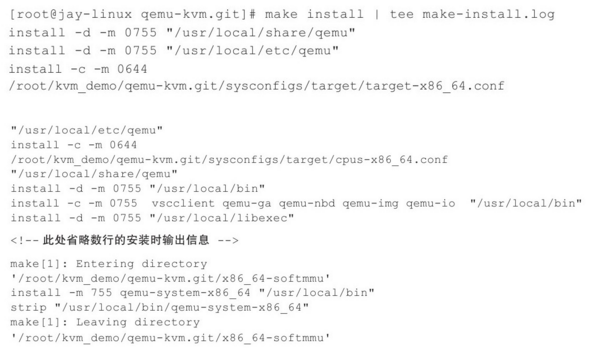 [root@jay-linux qemu-kvm.git]# make install | tee make-install.log
install -d -m 0755 "/usr/local/share/qemu"
install -d -m 0755 "/usr/local/etc/qemu"
install -c -m 0644
/root/kvm_demo/qemu-kvm.git/sysconfigs/target/target-x86_64.conf
"/usr/local/etc/qemu"
install -c -m 0644
/root/kvm_demo/qemu-kvm.git/sysconfigs/target/cpus-x86_64.conf
"/usr/local/share/qemu"
install -d -m 0755 "/usr/local/bin"
install -c -m 0755  vscclient qemu-ga qemu-nbd qemu-img qemu-io  "/usr/local/bin"
install -d -m 0755 "/usr/local/libexec"
<!-- 此处省略数行的安装时输出信息 -->
make[1]: Entering directory
'/root/kvm_demo/qemu-kvm.git/x86_64-softmmu'
install -m 755 qemu-system-x86_64 "/usr/local/bin"
strip "/usr/local/bin/qemu-system-x86_64"
make[1]: Leaving directory
'/root/kvm_demo/qemu-kvm.git/x86_64-softmmu'